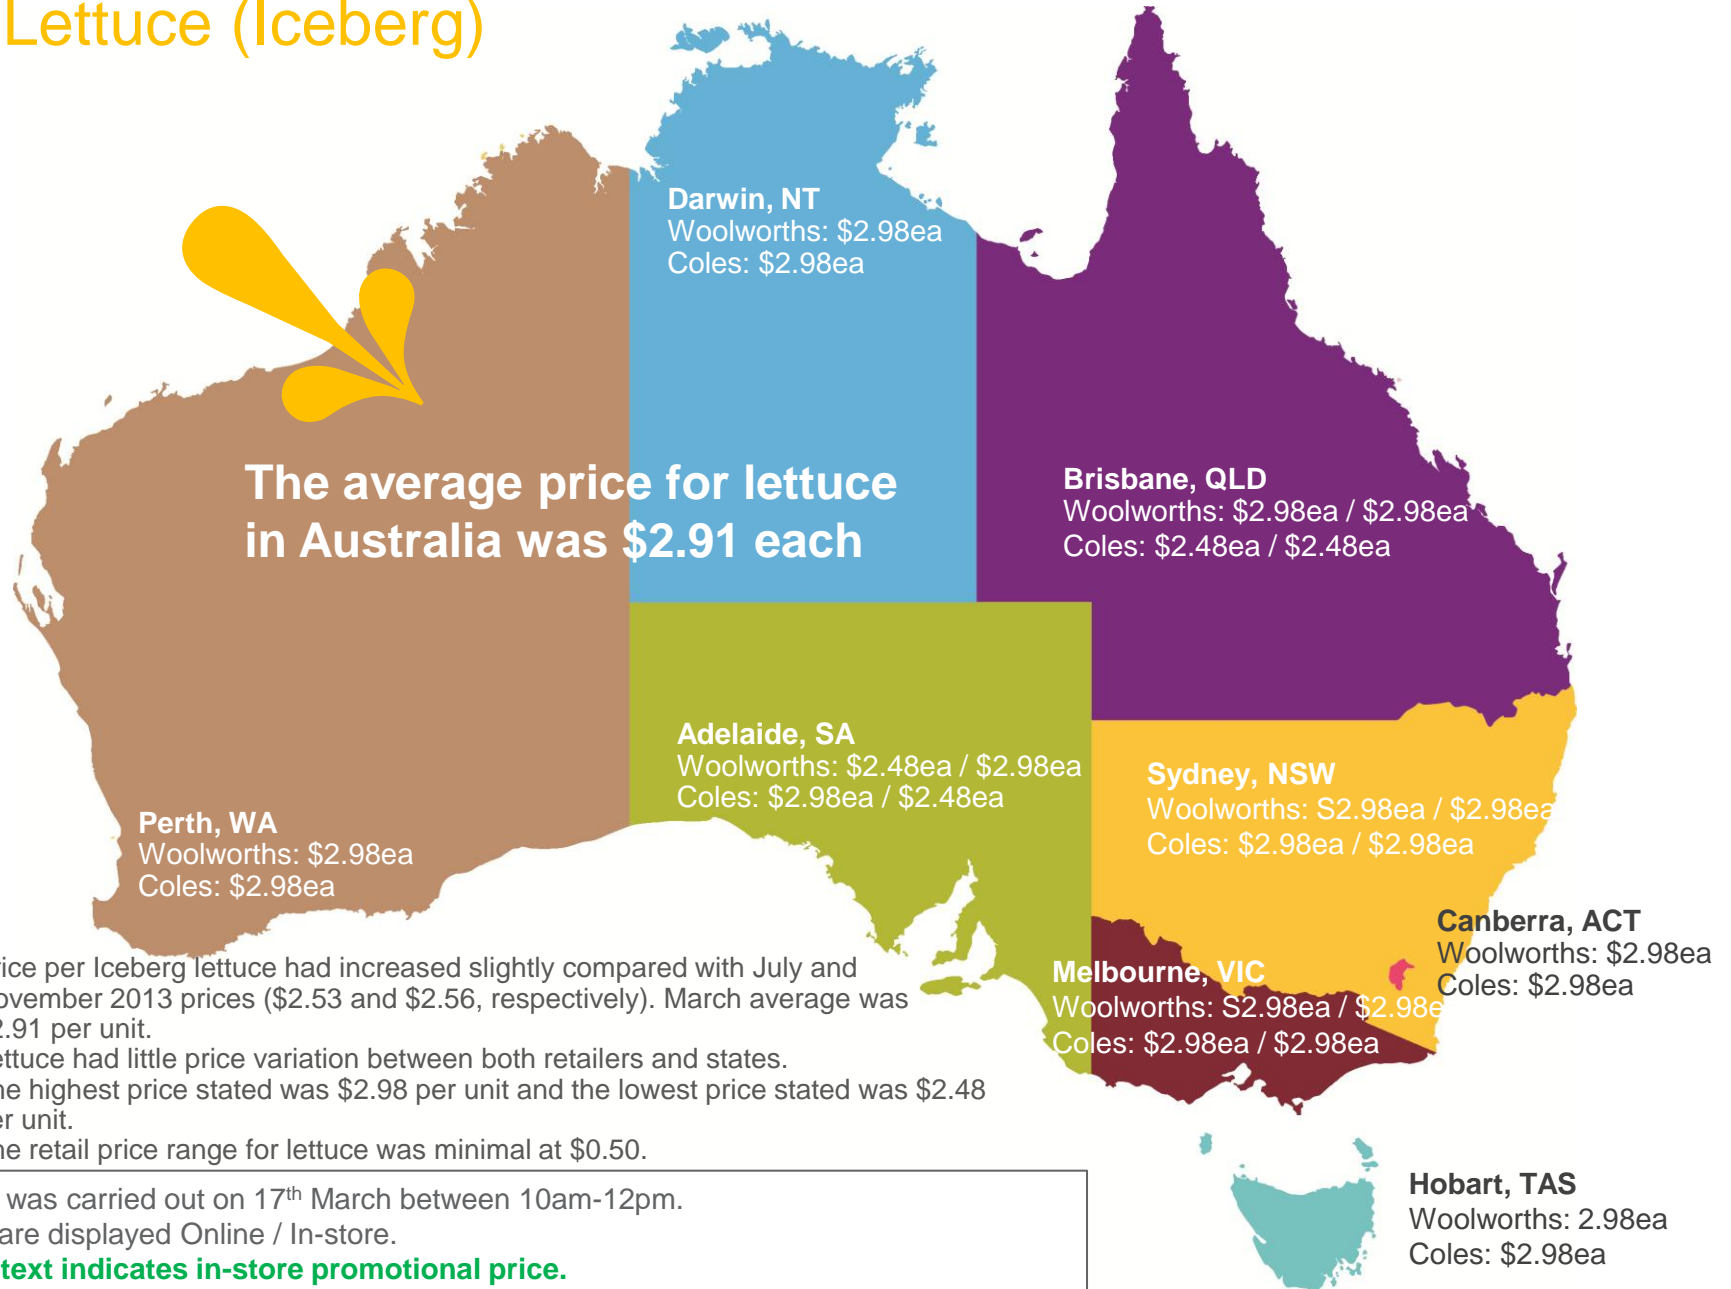 Lettuce (Iceberg)
Darwin, NT
Woolworths: $2.98ea
Coles: $2.98ea
The average price for lettuce
in Australia was $2.91 each
Brisbane, QLD
Woolworths: $2.98ea / $2.98ea
Coles: $2.48ea / $2.48ea
Adelaide, SA
Woolworths: $2.48ea / $2.98ea
Coles: $2.98ea / $2.48ea
Sydney, NSW
Woolworths: S2.98ea / $2.98ea
Coles: $2.98ea / $2.98ea
Perth, WA
Woolworths: $2.98ea
Coles: $2.98ea
Canberra, ACT
Woolworths: $2.98ea
Coles: $2.98ea
Melbourne, VIC
Woolworths: S2.98ea / $2.98e
Coles: $2.98ea / $2.98ea
rice per Iceberg lettuce had increased slightly compared with July and
ovember 2013 prices ($2.53 and $2.56, respectively). March average was
2.91 per unit.
ettuce had little price variation between both retailers and states.
he highest price stated was $2.98 per unit and the lowest price stated was $2.48
er unit.
he retail price range for lettuce was minimal at $0.50.
was carried out on 17th March between 10am-12pm.
are displayed Online / In-store.
text indicates in-store promotional price.
Hobart, TAS
Woolworths: 2.98ea
Coles: $2.98ea